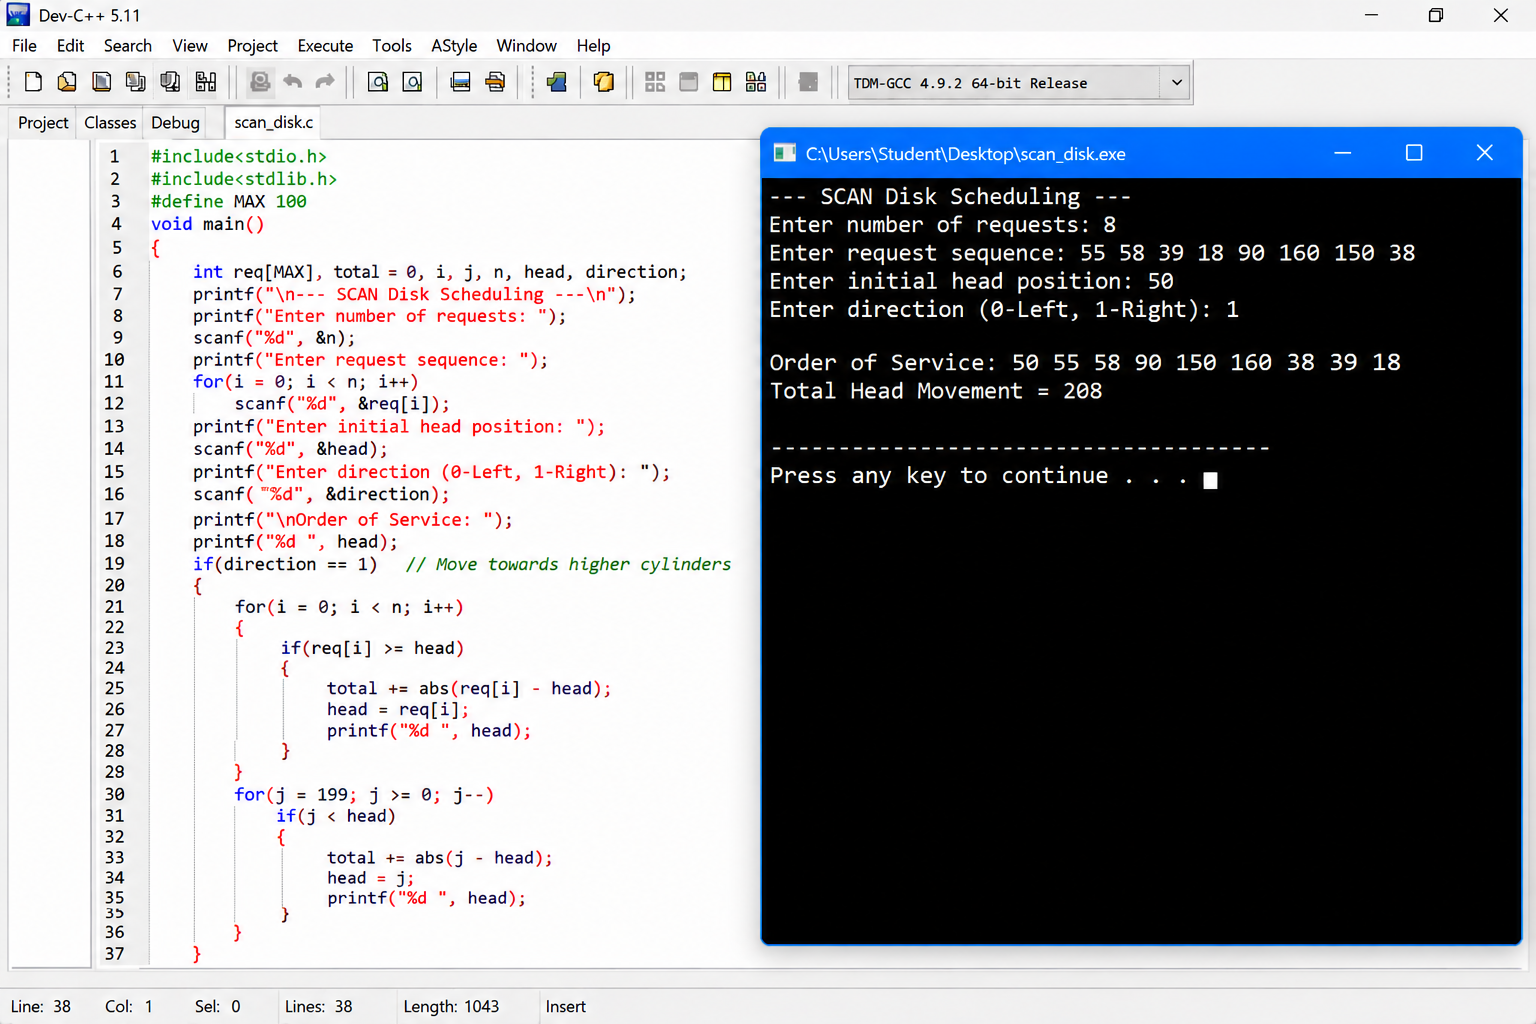 Dev-C++ 5.11
File Edit Search View Project Execute Tools AStyle Window Help
TDM-GCC 4.9.2 64-bit Release
Project Classes Debug scan_disk.c
1 #include<stdio.h>
2 #include<stdlib.h>
3 #define MAX 100
4 void main()
5 {
6 int req[MAX], total = 0, i, j, n, head, direction;
7 printf("\n--- SCAN Disk Scheduling ---\n");
8 printf("Enter number of requests: ");
9 scanf("%d", &n);
10 printf("Enter request sequence: ");
11 for(i = 0; i < n; i++)
12 scanf("%d", &req[i]);
13 printf("Enter initial head position: ");
14 scanf("%d", &head);
15 printf("Enter direction (0-Left, 1-Right): ");
16 scanf( "%d", &direction);
17 printf("\nOrder of Service: ");
18 printf("%d ", head);
19 if(direction == 1) // Move towards higher cylinders
20 {
21 for(i = 0; i < n; i++)
22 {
23 if(req[i] >= head)
24 {
25 total += abs(req[i] - head);
26 head = req[i];
27 printf("%d ", head);
28 }
28 }
30 for(j = 199; j >= 0; j--)
31 if(j < head)
32 {
33 total += abs(j - head);
34 head = j;
35 printf("%d ", head);
35 }
36 }
37 }
C:\Users\Student\Desktop\scan_disk.exe
--- SCAN Disk Scheduling ---
Enter number of requests: 8
Enter request sequence: 55 58 39 18 90 160 150 38
Enter initial head position: 50
Enter direction (0-Left, 1-Right): 1
Order of Service: 50 55 58 90 150 160 38 39 18
Total Head Movement = 208
-------------------------------------
Press any key to continue . . .
Line: 38 Col: 1 Sel: 0 Lines: 38 Length: 1043 Insert